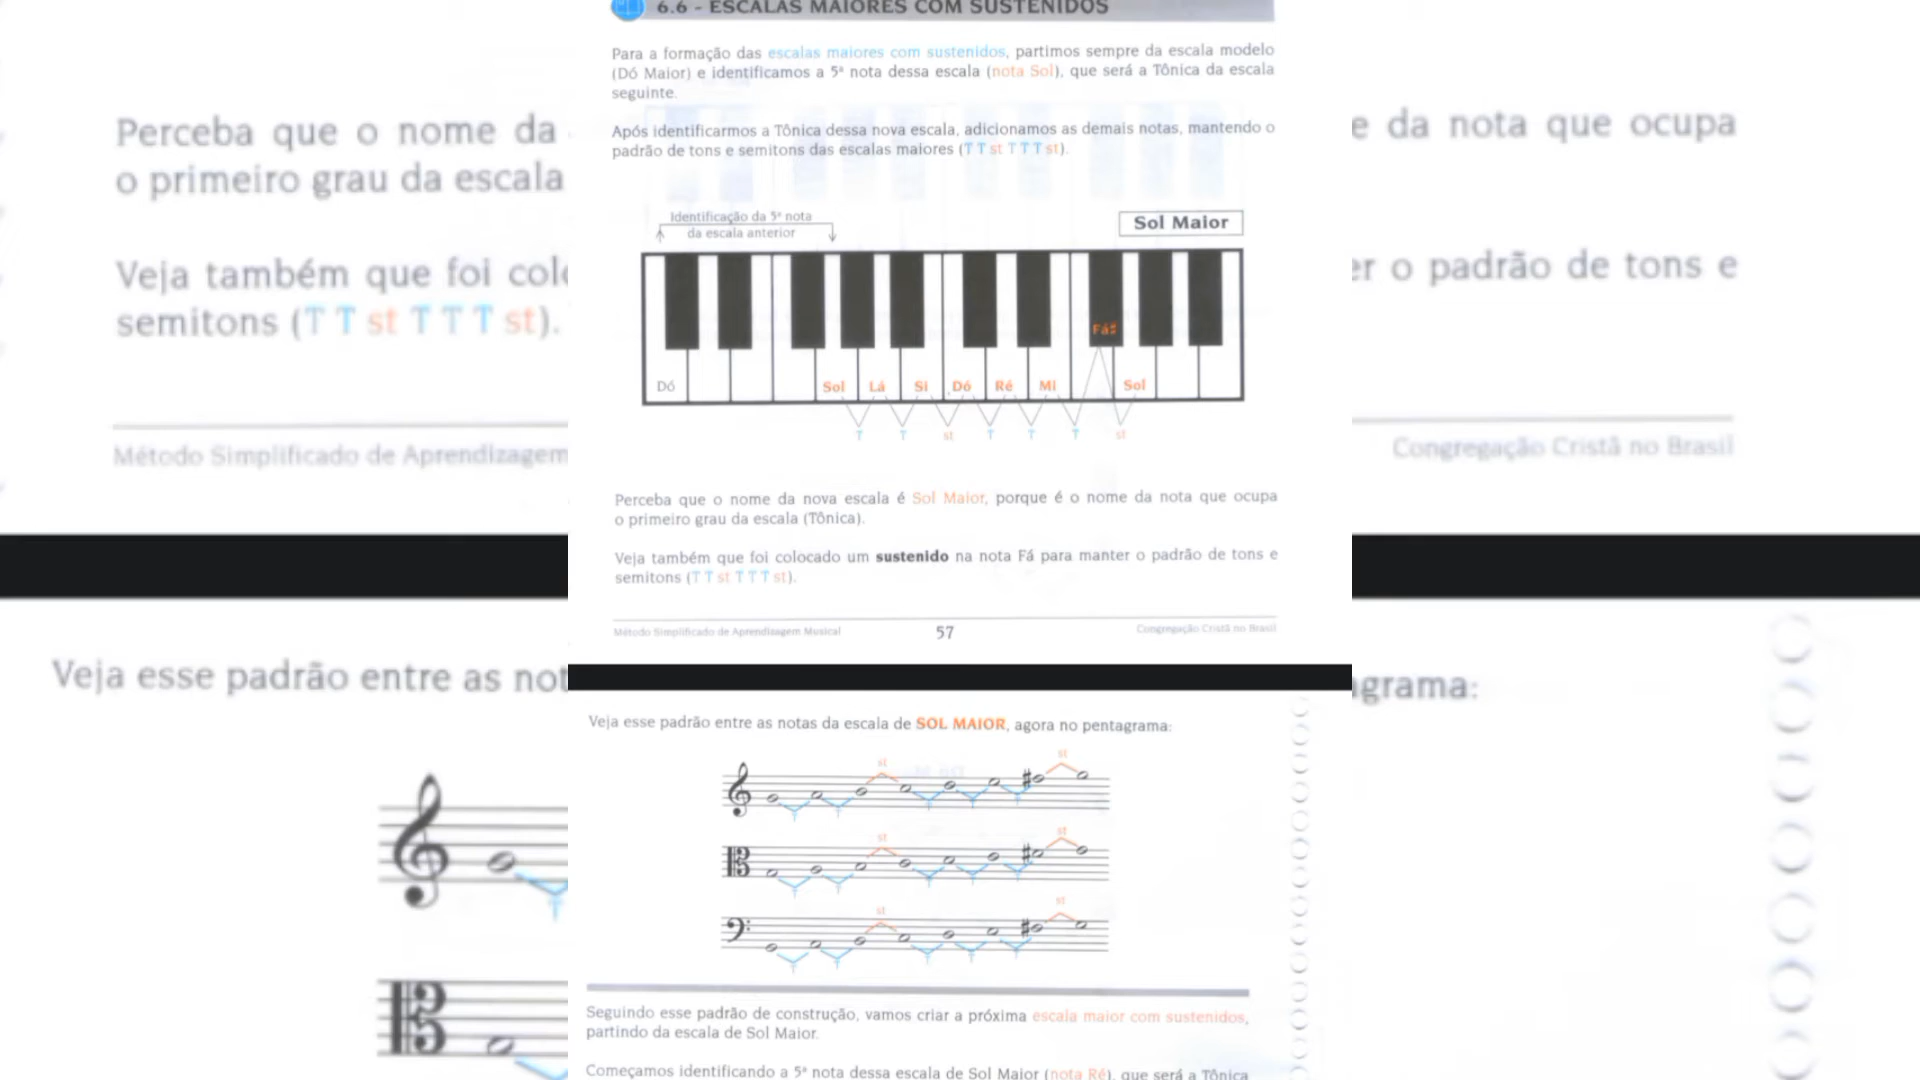 6.6 - ESCALAS MAIORES COM SUSTENIDOS
Para a formação das escalas maiores com sustenidos, partimos sempre da escala modelo
(Dó Maior) e identificamos a 5ª nota dessa escala (nota Sol), que será a Tônica da escala
seguinte.
Após identificarmos a Tônica dessa nova escala, adicionamos as demais notas, mantendo o
padrão de tons e semitons das escalas maiores (T T st T T T st).
Identificação da 5ª nota
da escala anterior
Sol Maior
Fá♯
Dó Sol Lá Si Dó Ré Mi Sol
T T st T T T st
Perceba que o nome da nova escala é Sol Maior, porque é o nome da nota que ocupa
o primeiro grau da escala (Tônica).
Veja também que foi colocado um sustenido na nota Fá para manter o padrão de tons e
semitons (T T st T T T st).
Método Simplificado de Aprendizagem Musical 57 Congregação Cristã no Brasil
Veja esse padrão entre as notas da escala de SOL MAIOR, agora no pentagrama:
st st
T T T T T
st st
T T T T T
st st
T T T T T
Seguindo esse padrão de construção, vamos criar a próxima escala maior com sustenidos,
partindo da escala de Sol Maior.
Começamos identificando a 5ª nota dessa escala de Sol Maior (nota Ré), que será a Tônica
Perceba que o nome da
o primeiro grau da escala
Veja também que foi colo
semitons (T T st T T T st).
Método Simplificado de Aprendizagem
Veja esse padrão entre as not
T
e da nota que ocupa
er o padrão de tons e
Congregação Cristã no Brasil
agrama: